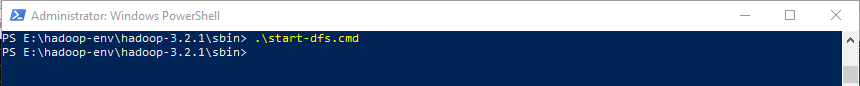 Administrator: Windows PowerShell
PS E:\hadoop-env\hadoop-3.2.1\sbin> .\start-dfs.cmd
PS E:\hadoop-env\hadoop-3.2.1\sbin>